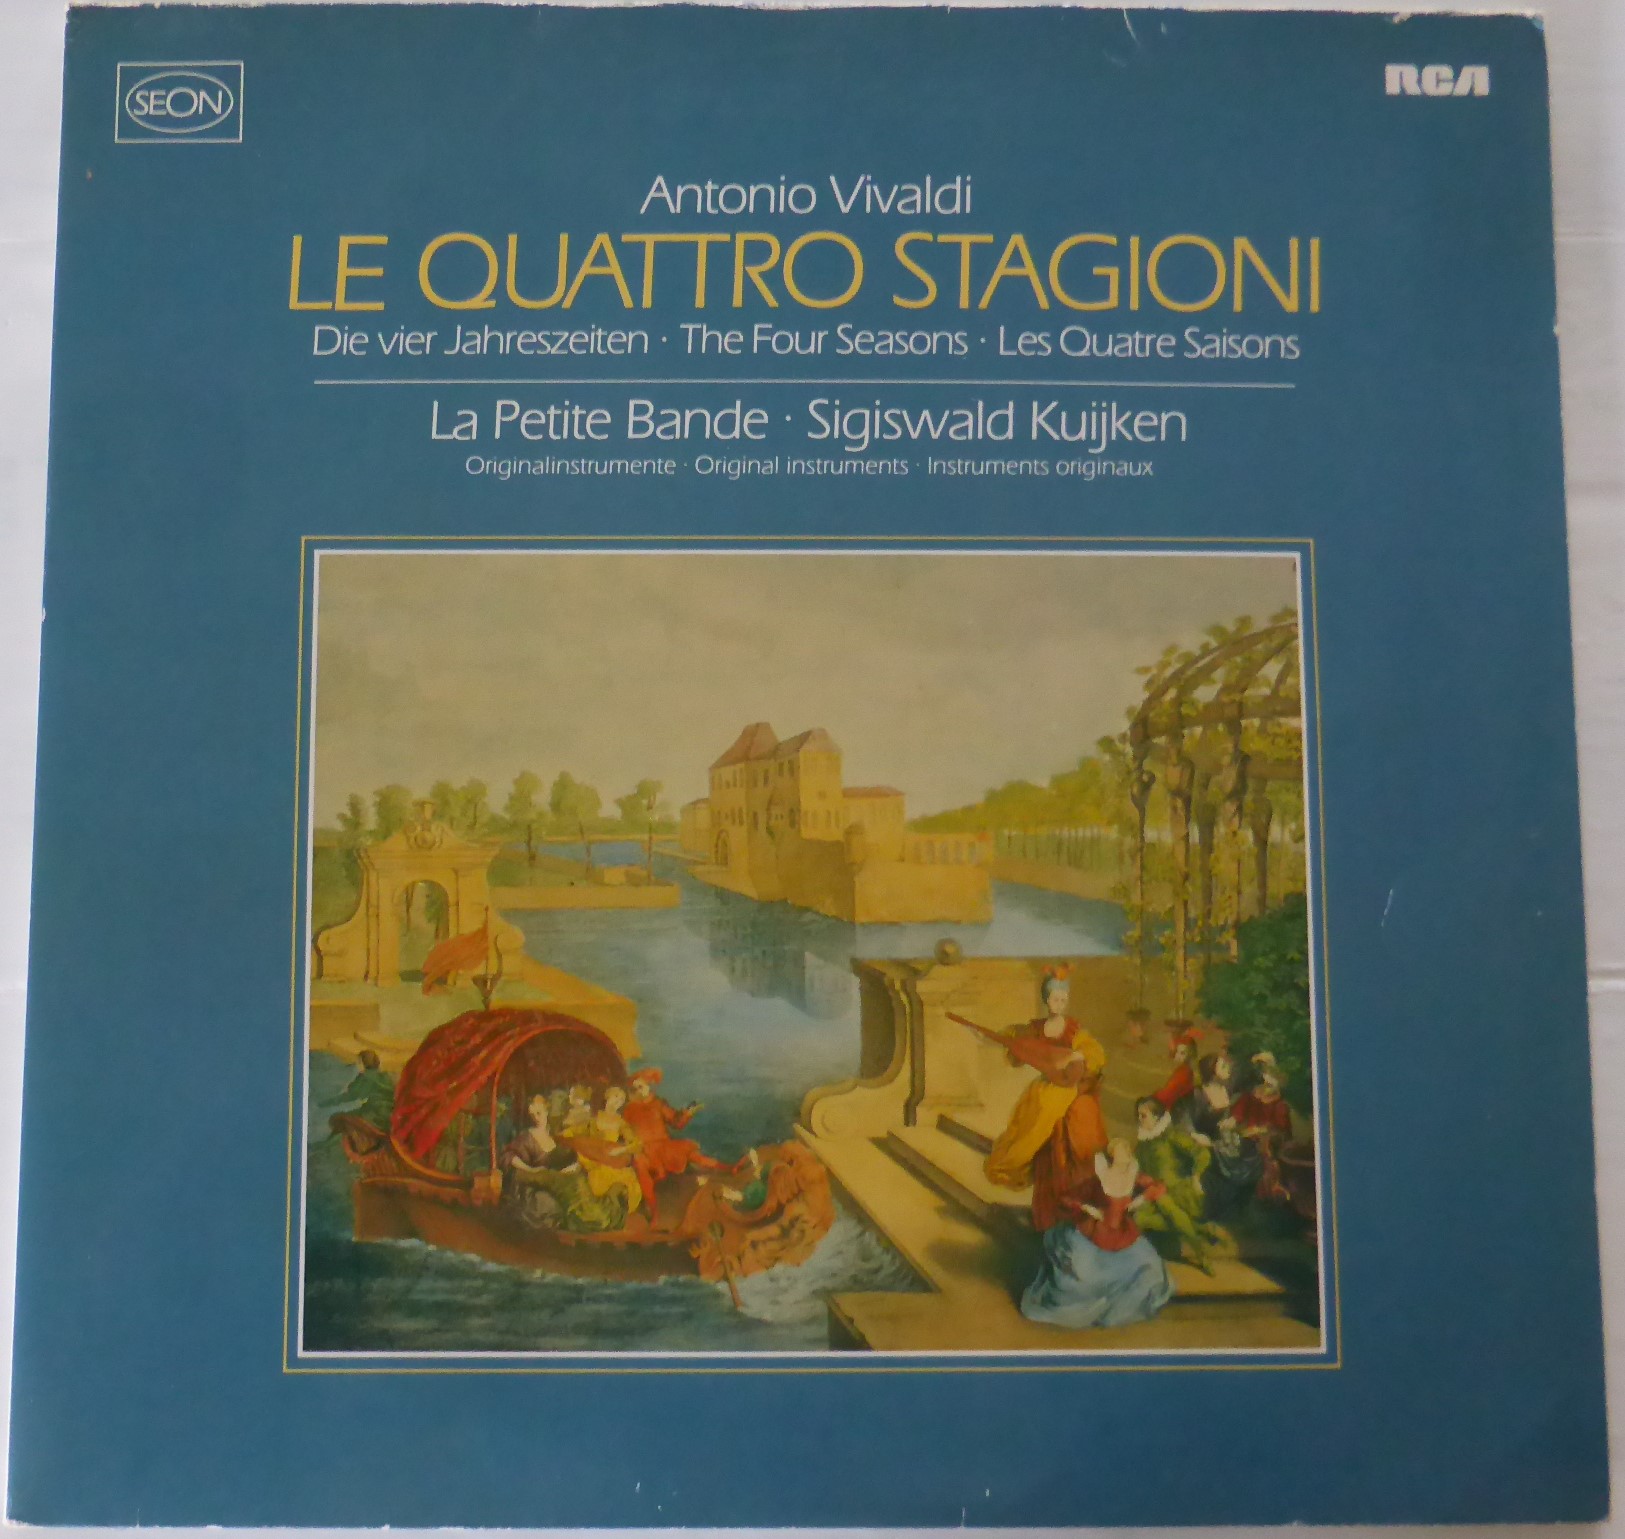 SEON
RCA
Antonio Vivaldi
LE QUATTRO STAGIONI
Die vier Jahreszeiten · The Four Seasons · Les Quatre Saisons
La Petite Bande · Sigiswald Kuijken
Originalinstrumente · Original instruments · Instruments originaux